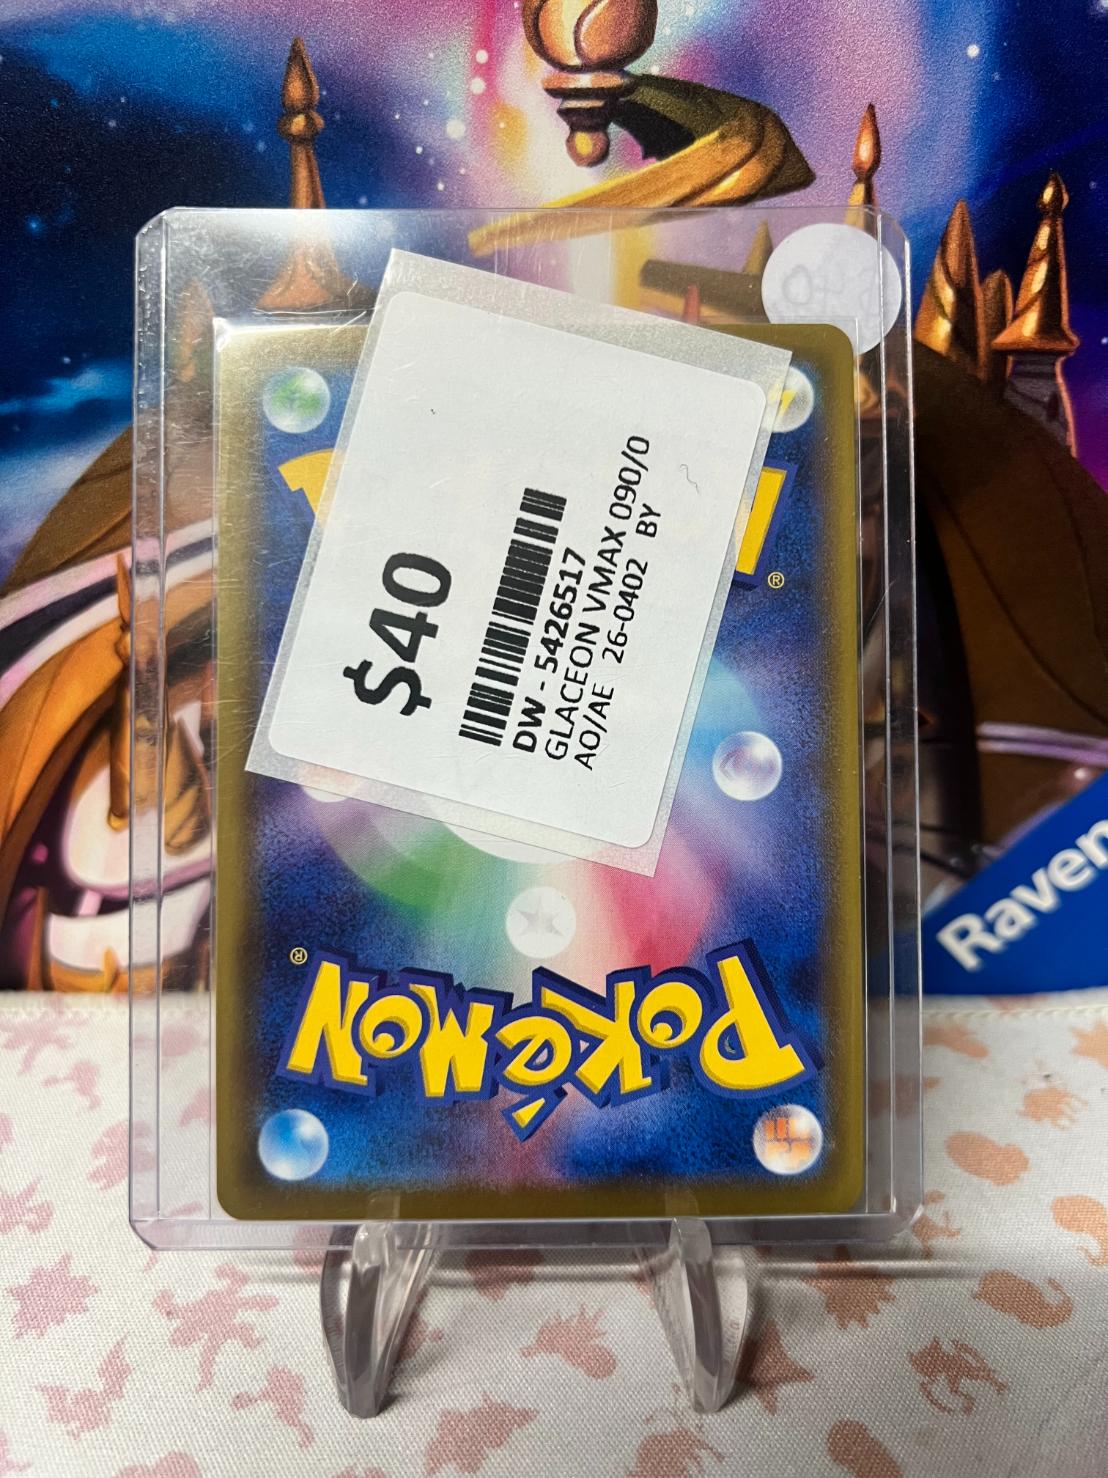 $40
DW - 5426517
GLACEON VMAX 090/0
AO/AE 26-0402 BY
®
®
POKéMON
Raven